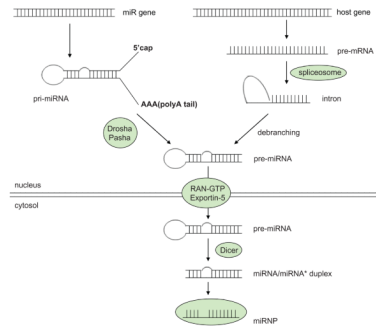 miR gene
host gene
5'cap
pre-mRNA
spliceosome
pri-miRNA
AAA(polyA tail)
intron
Drosha
Pasha
debranching
pre-miRNA
nucleus
RAN-GTP
Exportin-5
cytosol
pre-miRNA
Dicer
miRNA/miRNA* duplex
miRNP